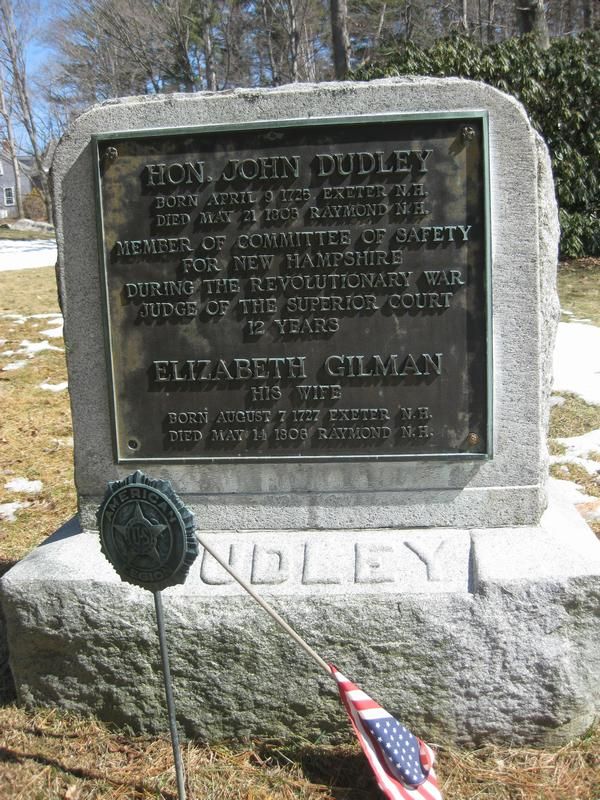 HON. JOHN DUDLEY
BORN APRIL 9 1725 EXETER N.H.
DIED MAY 21 1805 RAYMOND N.H.
MEMBER OF COMMITTEE OF SAFETY
FOR NEW HAMPSHIRE
DURING THE REVOLUTIONARY WAR
JUDGE OF THE SUPERIOR COURT
12 YEARS
ELIZABETH GILMAN
HIS WIFE
BORN AUGUST 7 1727 EXETER N.H.
DIED MAY 14 1806 RAYMOND N.H.
AMERICAN
U.S.
LEGION
UDLEY